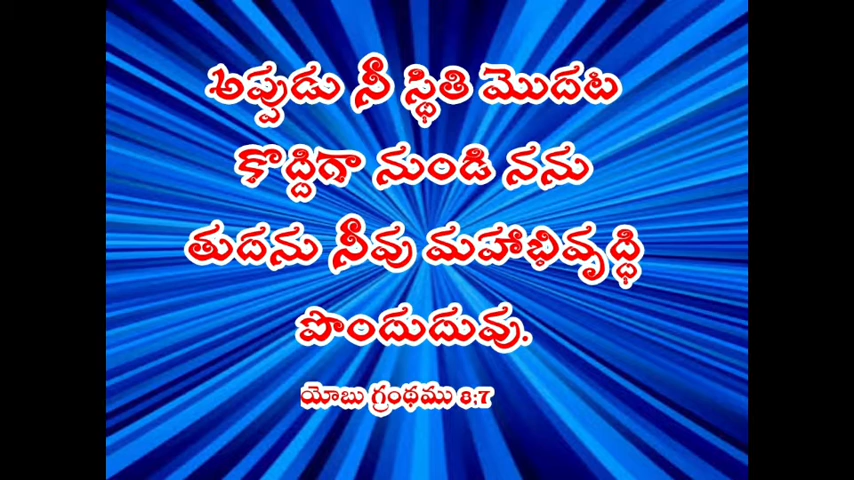 అప్పుడు నీ స్థితి మొదట
కొద్దిగా నుండి నను
తుదను నీవు మహాభివృద్ధి
పొందుదువు.
యోబు గ్రంథము 8:7